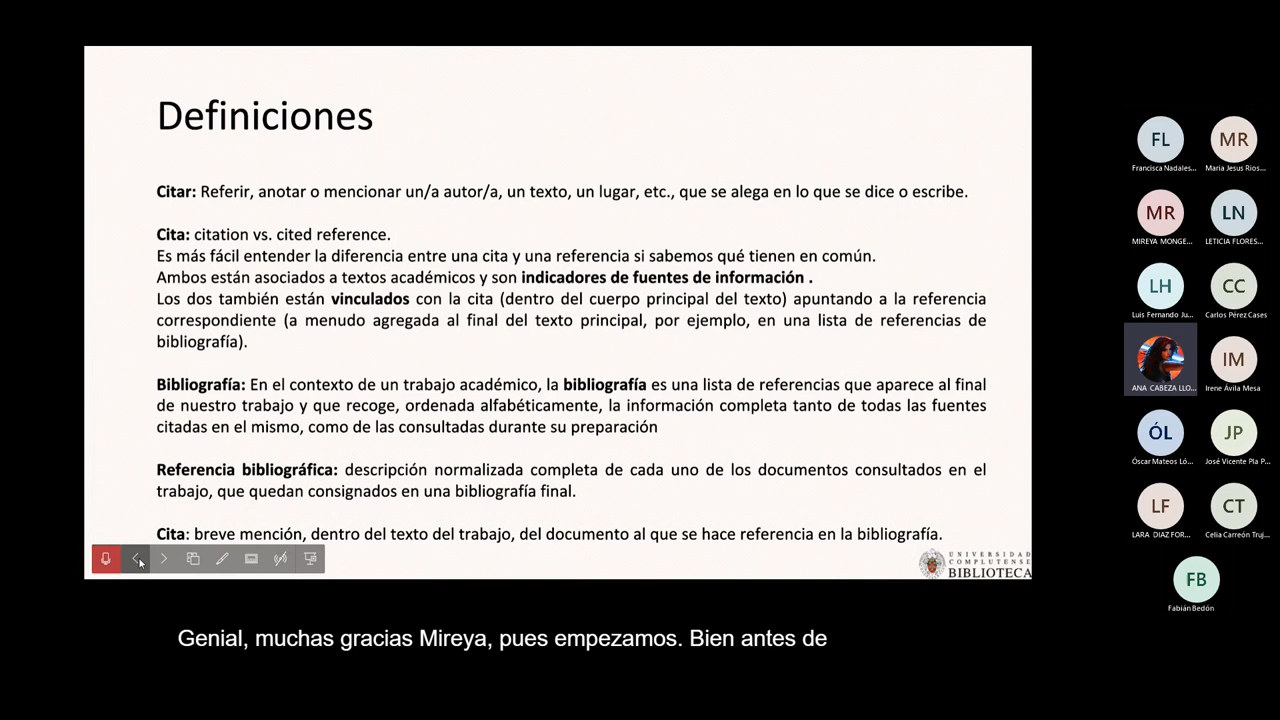 Definiciones
Citar: Referir, anotar o mencionar un/a autor/a, un texto, un lugar, etc., que se alega en lo que se dice o escribe.
Cita: citation vs. cited reference.
Es más fácil entender la diferencia entre una cita y una referencia si sabemos qué tienen en común.
Ambos están asociados a textos académicos y son indicadores de fuentes de información .
Los dos también están vinculados con la cita (dentro del cuerpo principal del texto) apuntando a la referencia
correspondiente (a menudo agregada al final del texto principal, por ejemplo, en una lista de referencias de
bibliografía).
Bibliografía: En el contexto de un trabajo académico, la bibliografía es una lista de referencias que aparece al final
de nuestro trabajo y que recoge, ordenada alfabéticamente, la información completa tanto de todas las fuentes
citadas en el mismo, como de las consultadas durante su preparación
Referencia bibliográfica: descripción normalizada completa de cada uno de los documentos consultados en el
trabajo, que quedan consignados en una bibliografía final.
Cita: breve mención, dentro del texto del trabajo, del documento al que se hace referencia en la bibliografía.
UNIVERSIDAD
COMPLUTENSE
BIBLIOTECA
Genial, muchas gracias Mireya, pues empezamos. Bien antes de
FL
Francisca Nadales...
MR
Maria Jesus Rios...
MR
MIREYA MONGE...
LN
LETICIA FLORES...
LH
Luis Fernando Ju...
CC
Carlos Pérez Cases
ANA CABEZA LLO...
IM
Irene Ávila Mesa
ÓL
Óscar Mateos Ló...
JP
José Vicente Pla P...
LF
LARA DIAZ FOR...
CT
Celia Carreón Truj...
FB
Fabián Bedón